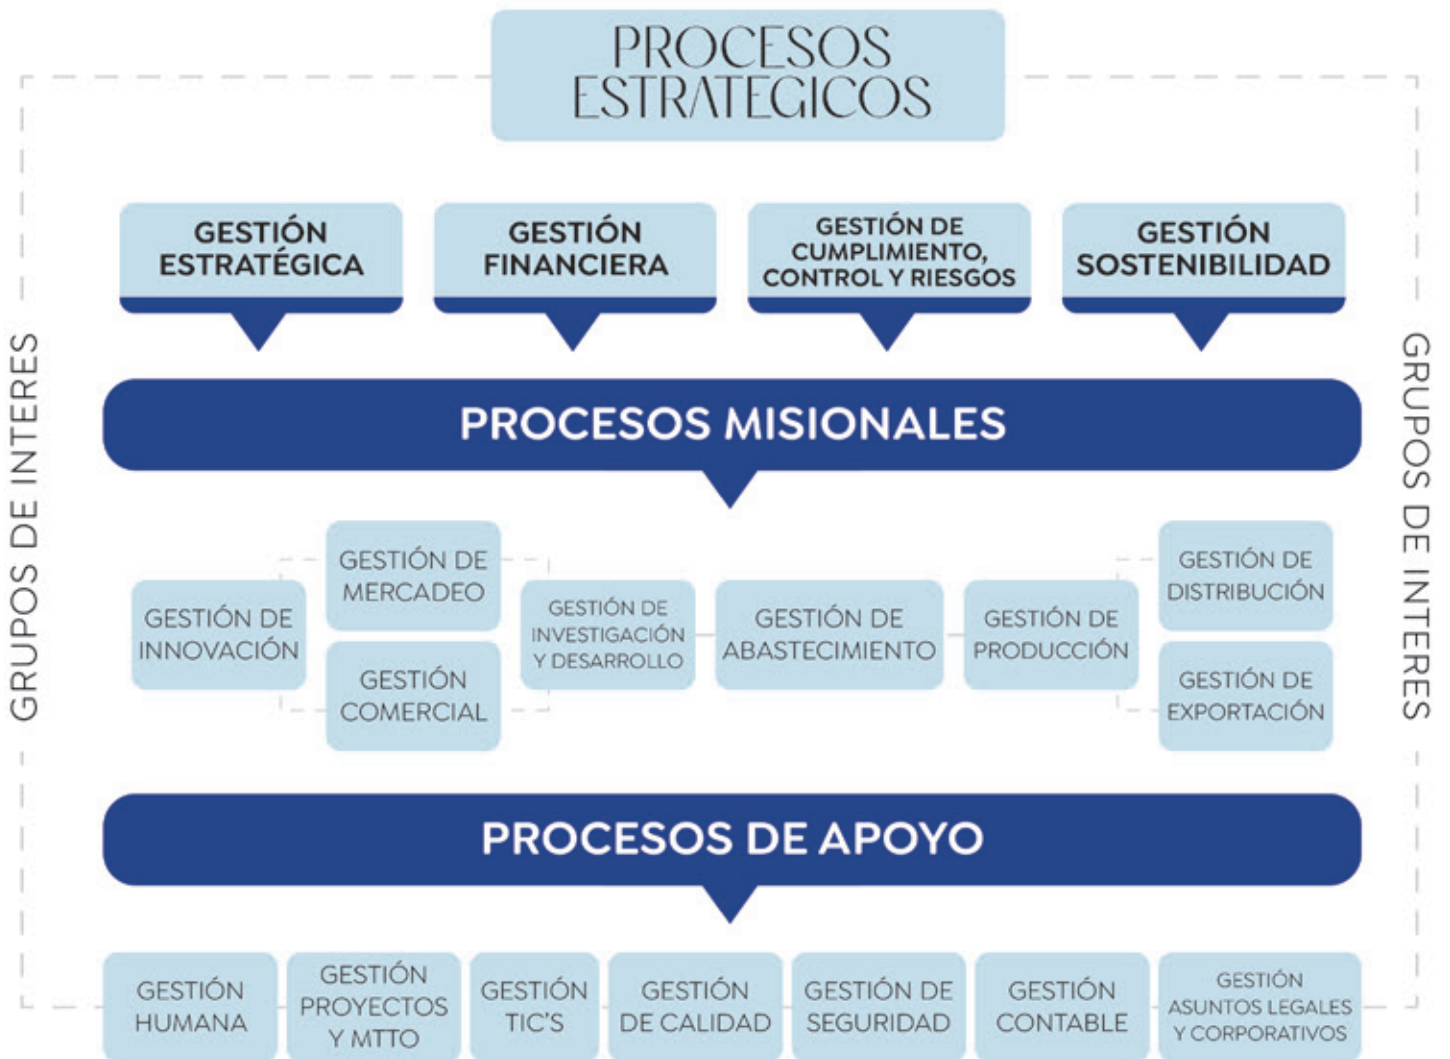 PROCESOS
ESTRATEGICOS
GESTIÓN
ESTRATÉGICA
GESTIÓN
FINANCIERA
GESTIÓN DE
CUMPLIMIENTO,
CONTROL Y RIESGOS
GESTIÓN
SOSTENIBILIDAD
GRUPOS DE INTERES
GRUPOS DE INTERES
PROCESOS MISIONALES
GESTIÓN DE
INNOVACIÓN
GESTIÓN DE
MERCADEO
GESTIÓN
COMERCIAL
GESTIÓN DE
INVESTIGACIÓN
Y DESARROLLO
GESTIÓN DE
ABASTECIMIENTO
GESTIÓN DE
PRODUCCIÓN
GESTIÓN DE
DISTRIBUCIÓN
GESTIÓN DE
EXPORTACIÓN
PROCESOS DE APOYO
GESTIÓN
HUMANA
GESTIÓN
PROYECTOS
Y MTTO
GESTIÓN
TIC'S
GESTIÓN
DE CALIDAD
GESTIÓN DE
SEGURIDAD
GESTIÓN
CONTABLE
GESTIÓN
ASUNTOS LEGALES
Y CORPORATIVOS